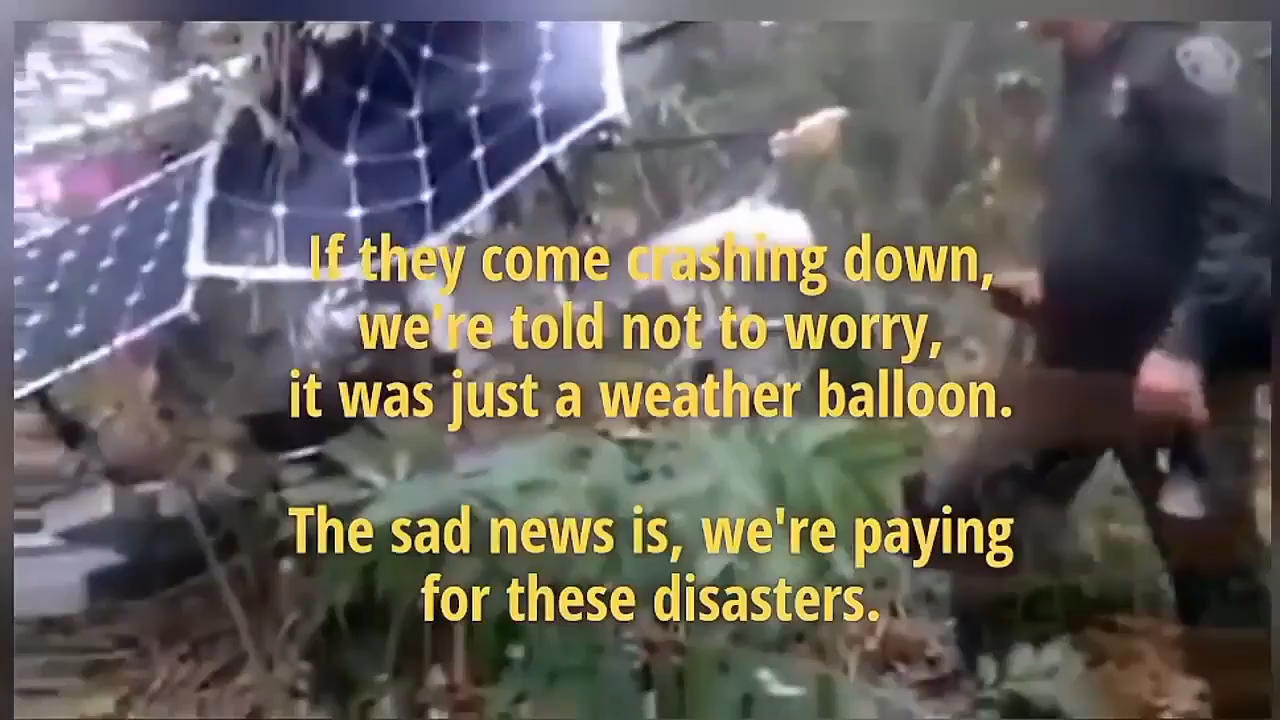 If they come crashing down,
we're told not to worry,
it was just a weather balloon.
The sad news is, we're paying
for these disasters.